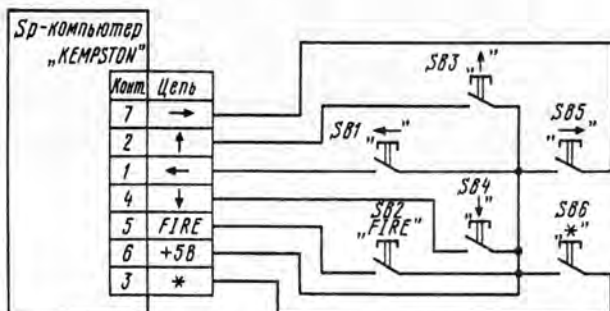 Sp-компьютер
„KEMPSTON"
Конт. Цепь
7 →
2 ↑
1 ←
4 ↓
5 FIRE
6 +5В
3 *
SB3 „↑"
SB1 „←"
SB5 „→"
SB4 „↓"
SB2 „FIRE"
SB6 „*"